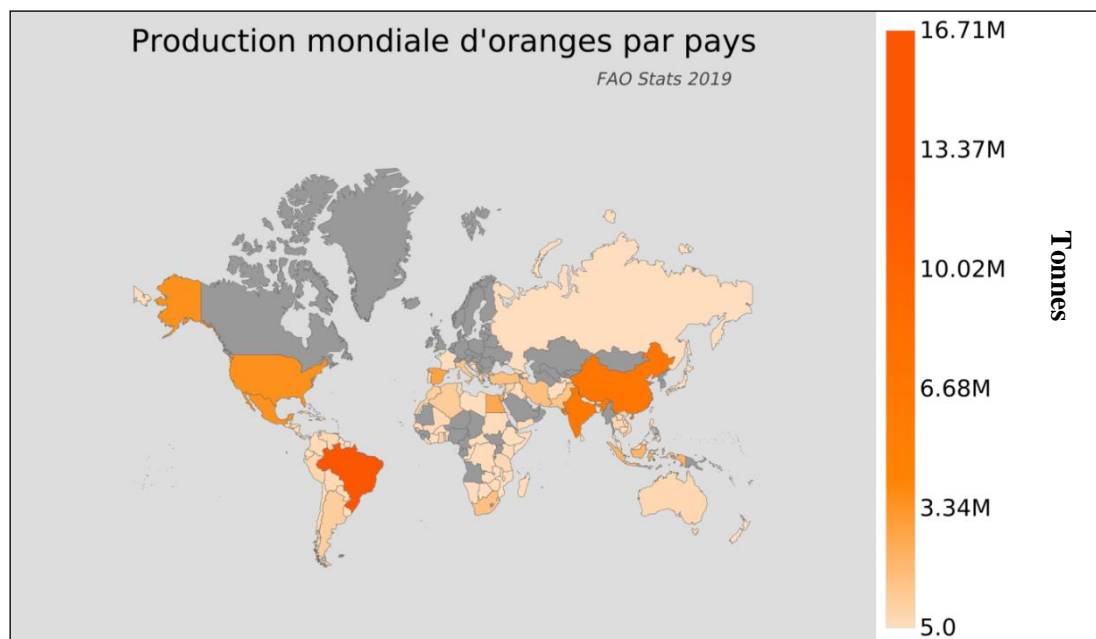 Production mondiale d'oranges par pays
FAO Stats 2019
16.71M
13.37M
10.02M
6.68M
3.34M
5.0
Tonnes